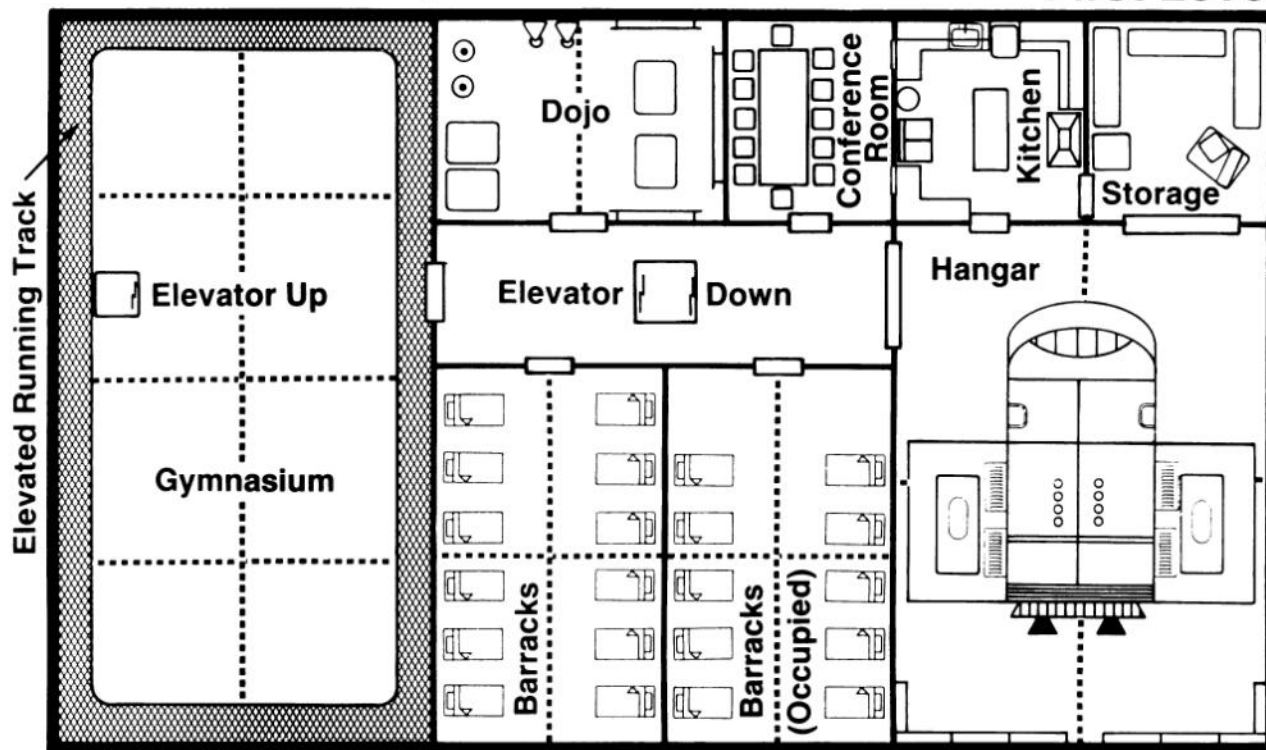 Elevated Running Track
Elevator Up
Gymnasium
Dojo
Conference
Room
Kitchen
Storage
Elevator
Down
Hangar
Barracks
Barracks
(Occupied)